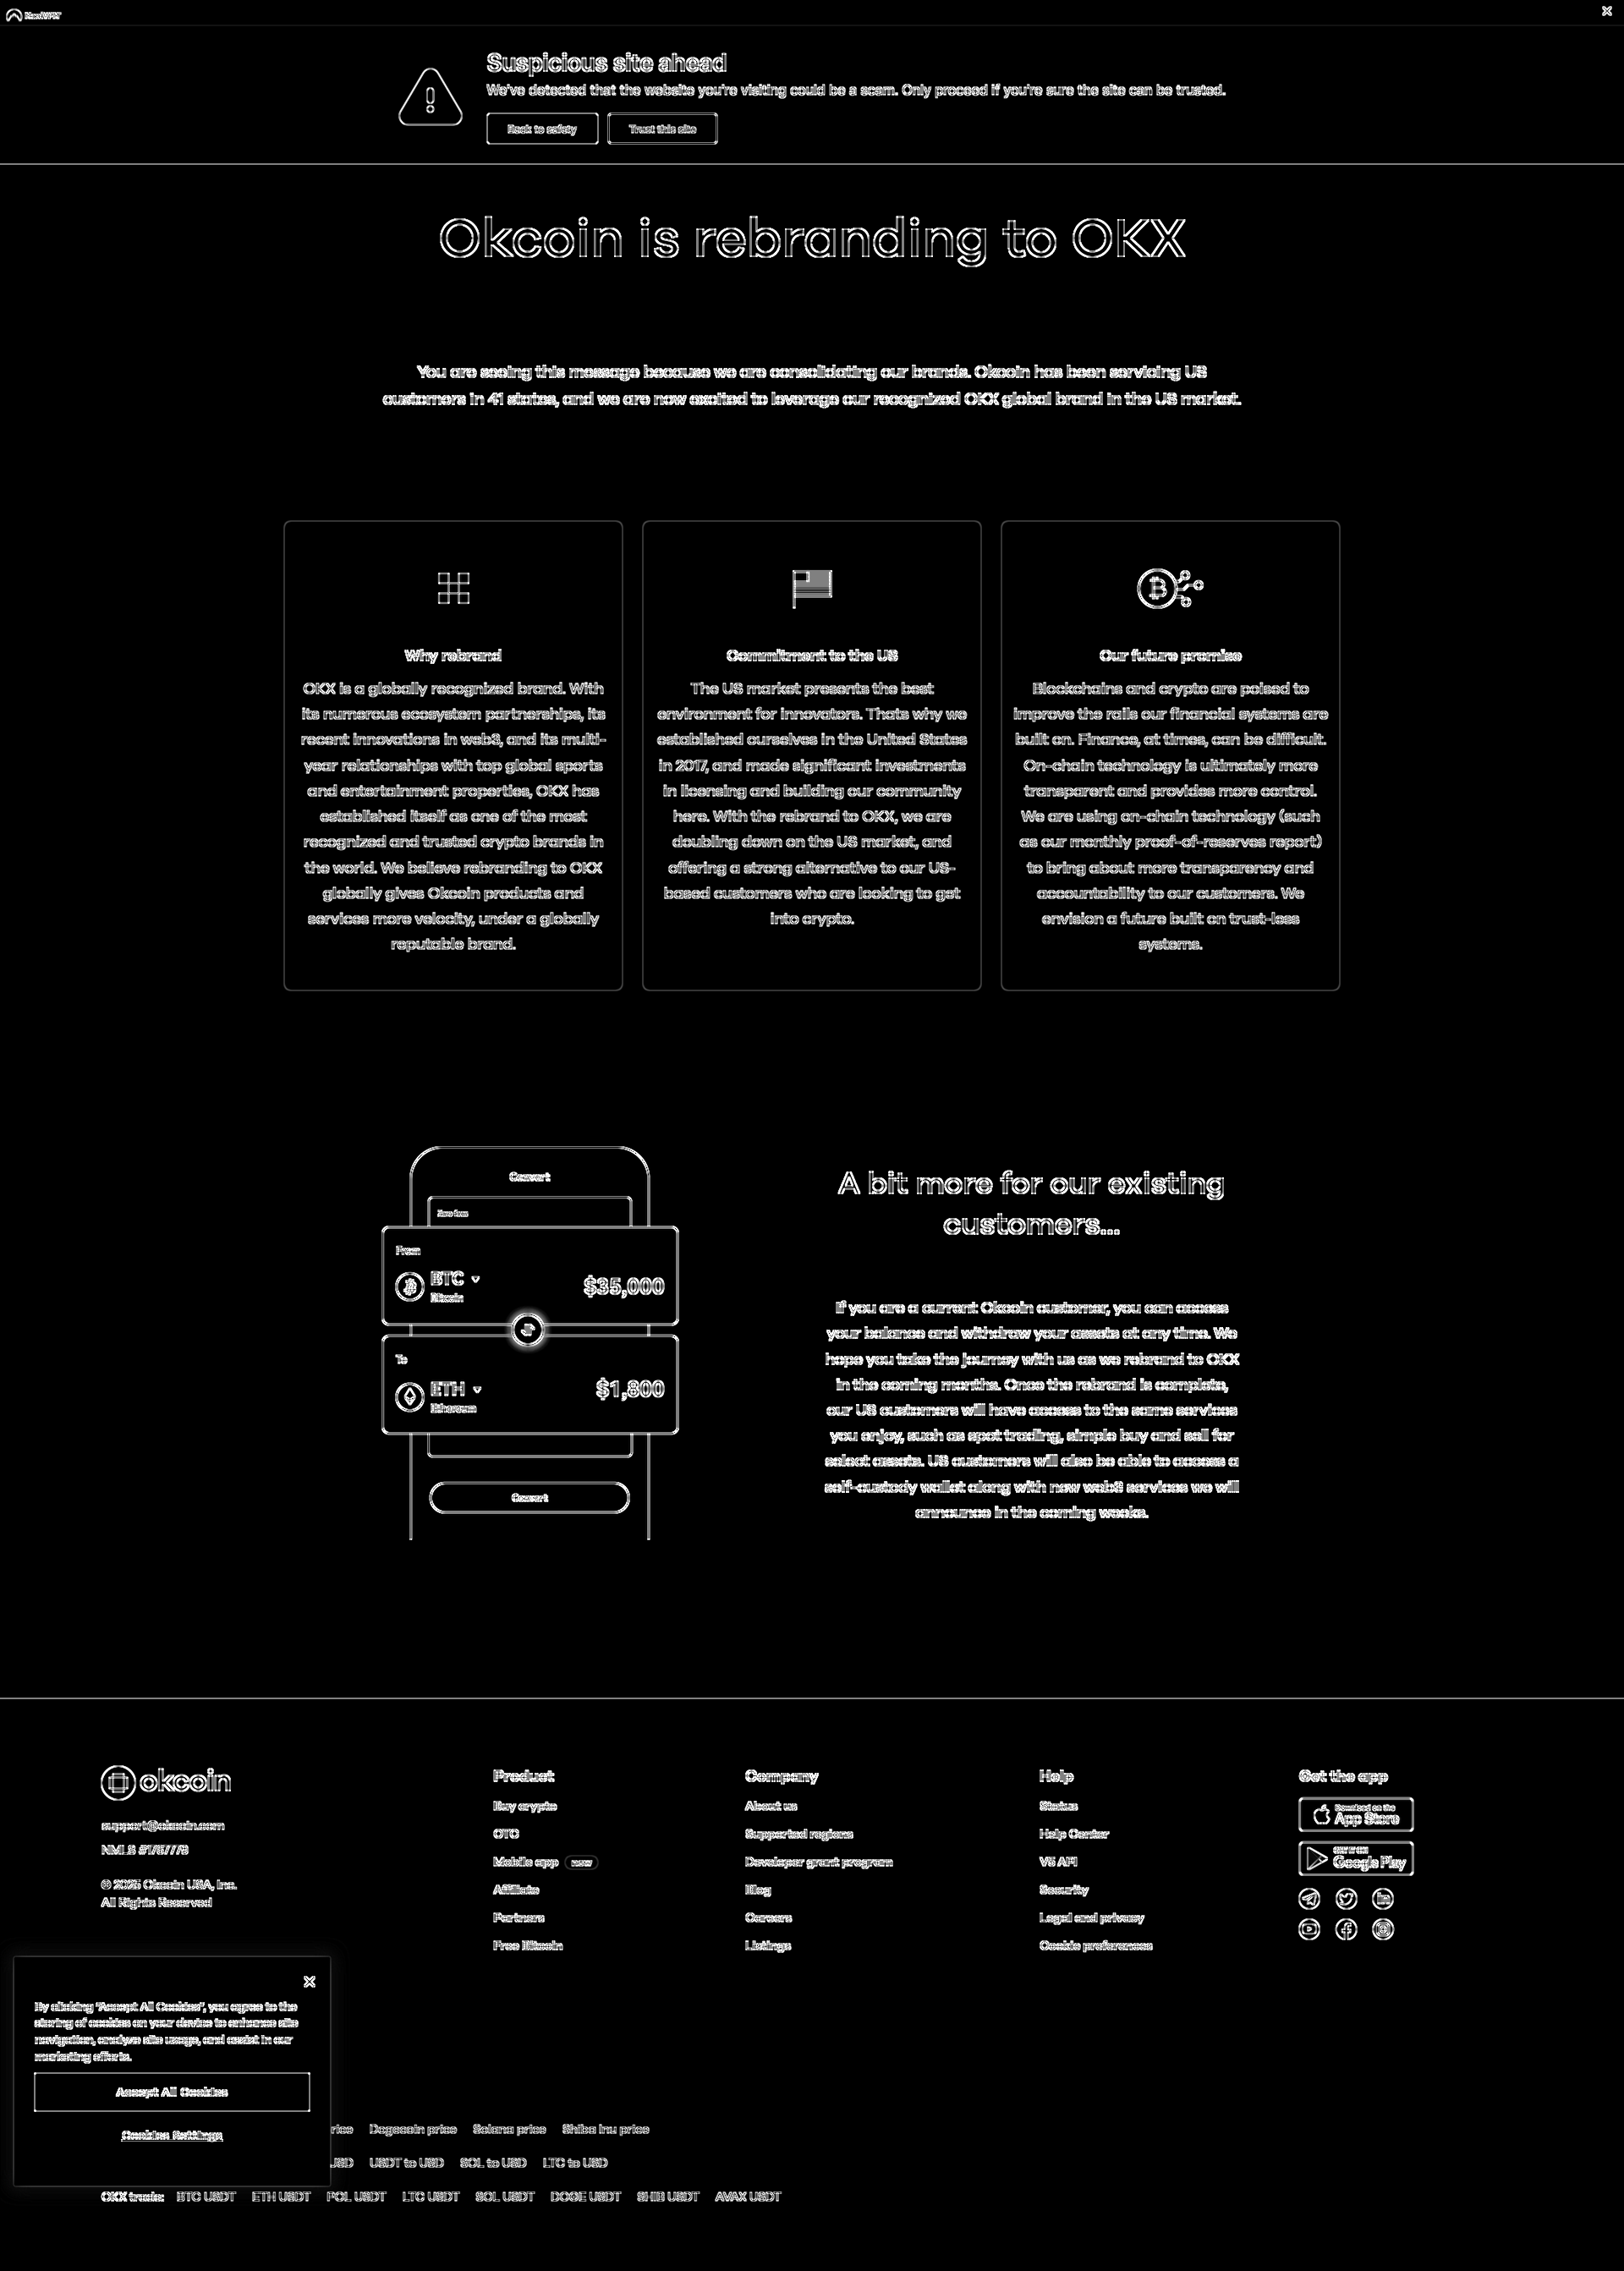 NordVPN
Suspicious site ahead
We've detected that the website you're visiting could be a scam. Only proceed if you're sure the site can be trusted.
Back to safety
Trust this site
Okcoin is rebranding to OKX
You are seeing this message because we are consolidating our brands. Okcoin has been servicing US
customers in 41 states, and we are now excited to leverage our recognized OKX global brand in the US market.
Why rebrand
OKX is a globally recognized brand. With
its numerous ecosystem partnerships, its
recent innovations in web3, and its multi-
year relationships with top global sports
and entertainment properties, OKX has
established itself as one of the most
recognized and trusted crypto brands in
the world. We believe rebranding to OKX
globally gives Okcoin products and
services more velocity, under a globally
reputable brand.
Commitment to the US
The US market presents the best
environment for innovators. Thats why we
established ourselves in the United States
in 2017, and made significant investments
in licensing and building our community
here. With the rebrand to OKX, we are
doubling down on the US market, and
offering a strong alternative to our US-
based customers who are looking to get
into crypto.
Our future promise
Blockchains and crypto are poised to
improve the rails our financial systems are
built on. Finance, at times, can be difficult.
On-chain technology is ultimately more
transparent and provides more control.
We are using on-chain technology (such
as our monthly proof-of-reserves report)
to bring about more transparency and
accountability to our customers. We
envision a future built on trust-less
systems.
Convert
Zero fees
From
BTC
Bitcoin
$35,000
To
ETH
Ethereum
$1,800
Convert
A bit more for our existing
customers...
If you are a current Okcoin customer, you can access
your balance and withdraw your assets at any time. We
hope you take the journey with us as we rebrand to OKX
in the coming months. Once the rebrand is complete,
our US customers will have access to the same services
you enjoy, such as spot trading, simple buy and sell for
select assets. US customers will also be able to access a
self-custody wallet along with new web3 services we will
announce in the coming weeks.
okcoin
support@okcoin.com
NMLS #1767779
© 2025 Okcoin USA, Inc.
All Rights Reserved
Product
Buy crypto
OTC
Mobile app new
Affiliate
Partners
Free Bitcoin
Company
About us
Supported regions
Developer grant program
Blog
Careers
Listings
Help
Status
Help Center
V5 API
Security
Legal and privacy
Cookie preferences
Get the app
Download on the
App Store
GET IT ON
Google Play
By clicking "Accept All Cookies", you agree to the
storing of cookies on your device to enhance site
navigation, analyze site usage, and assist in our
marketing efforts.
Accept All Cookies
Cookies Settings
rice Dogecoin price Solana price Shiba Inu price
USD USDT to USD SOL to USD LTC to USD
OKX trade: BTC USDT ETH USDT POL USDT LTC USDT SOL USDT DOGE USDT SHIB USDT AVAX USDT